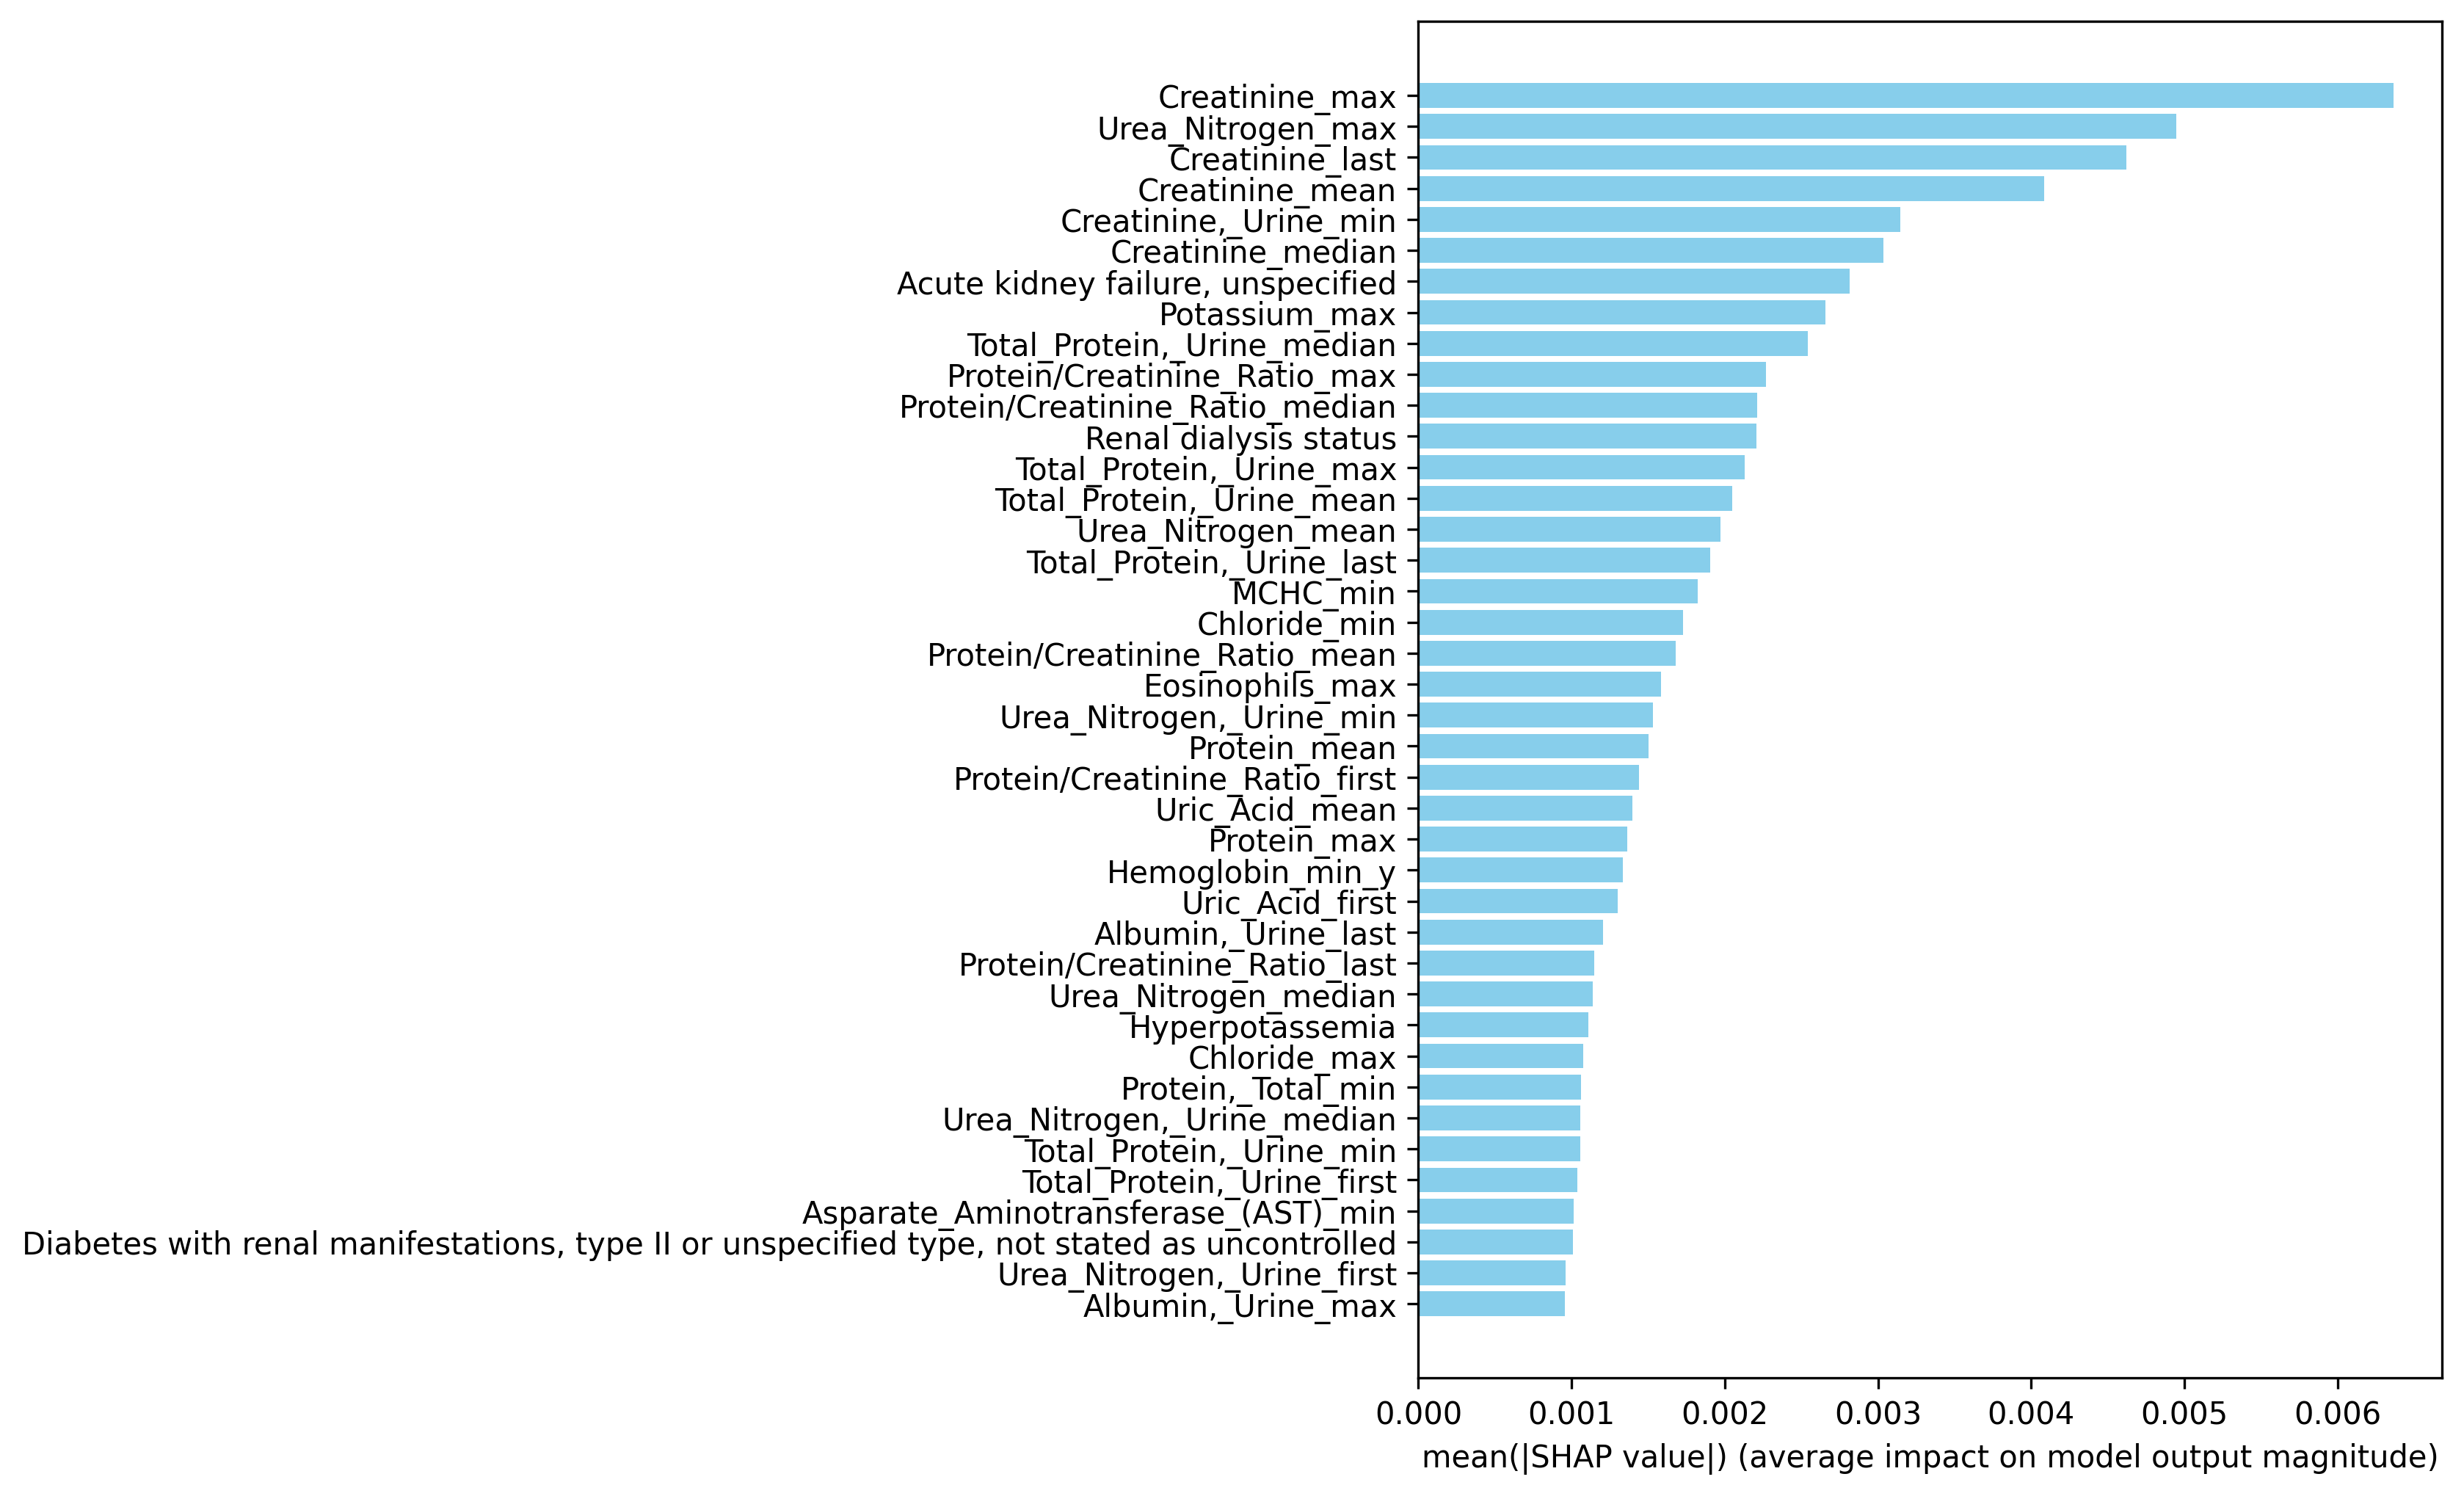 Creatinine_max
Urea_Nitrogen_max
Creatinine_last
Creatinine_mean
Creatinine,_Urine_min
Creatinine_median
Acute kidney failure, unspecified
Potassium_max
Total_Protein,_Urine_median
Protein/Creatinine_Ratio_max
Protein/Creatinine_Ratio_median
Renal dialysis status
Total_Protein,_Urine_max
Total_Protein,_Urine_mean
Urea_Nitrogen_mean
Total_Protein,_Urine_last
MCHC_min
Chloride_min
Protein/Creatinine_Ratio_mean
Eosinophils_max
Urea_Nitrogen,_Urine_min
Protein_mean
Protein/Creatinine_Ratio_first
Uric_Acid_mean
Protein_max
Hemoglobin_min_y
Uric_Acid_first
Albumin,_Urine_last
Protein/Creatinine_Ratio_last
Urea_Nitrogen_median
Hyperpotassemia
Chloride_max
Protein,_Total_min
Urea_Nitrogen,_Urine_median
Total_Protein,_Urine_min
Total_Protein,_Urine_first
Asparate_Aminotransferase_(AST)_min
Diabetes with renal manifestations, type II or unspecified type, not stated as uncontrolled
Urea_Nitrogen,_Urine_first
Albumin,_Urine_max
0.000 0.001 0.002 0.003 0.004 0.005 0.006
mean(|SHAP value|) (average impact on model output magnitude)